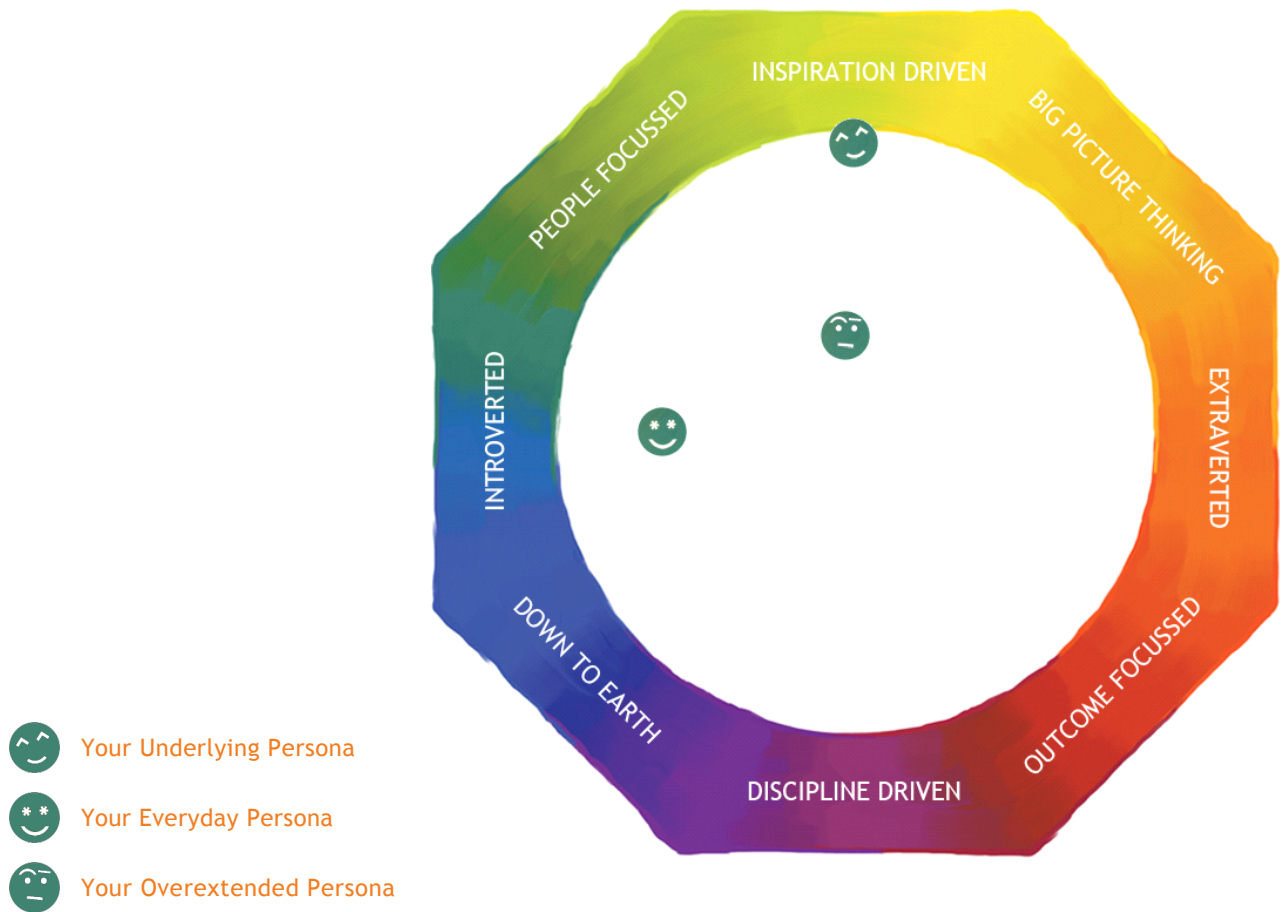 INSPIRATION DRIVEN
BIG PICTURE THINKING
PEOPLE FOCUSSED
EXTRAVERTED
INTROVERTED
OUTCOME FOCUSSED
DOWN TO EARTH
DISCIPLINE DRIVEN
Your Underlying Persona
Your Everyday Persona
Your Overextended Persona